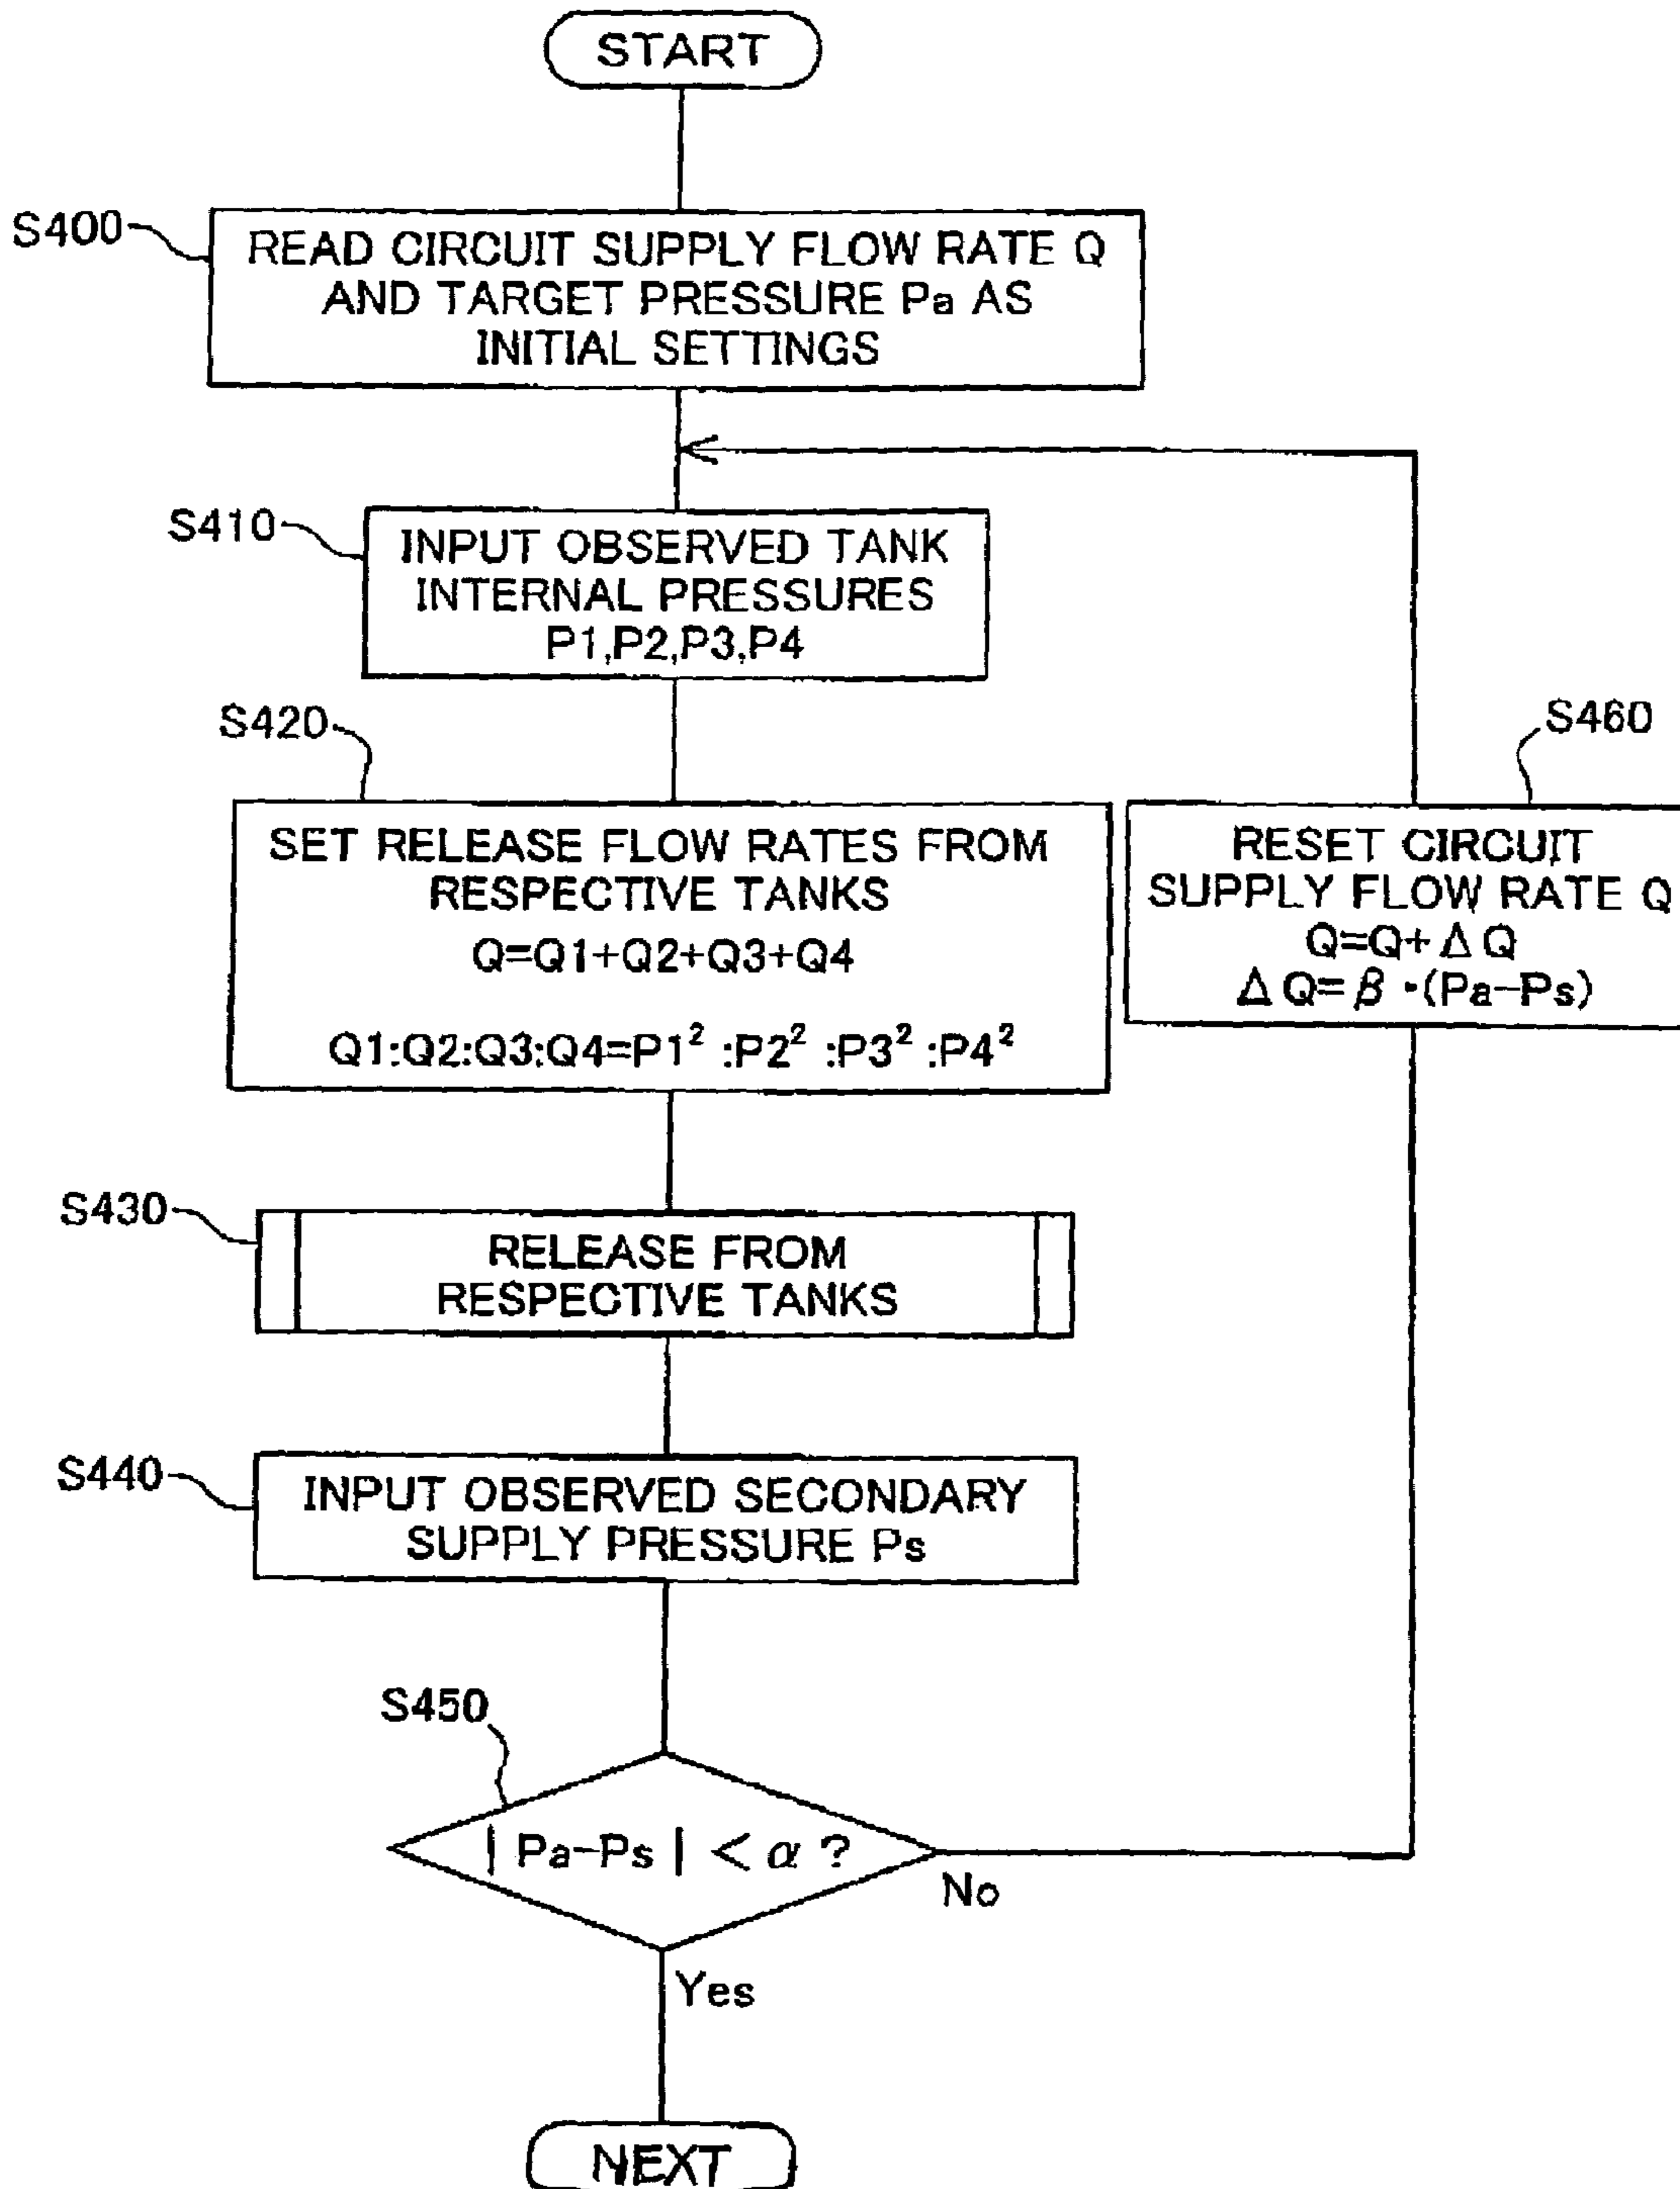 START
S400
READ CIRCUIT SUPPLY FLOW RATE Q
AND TARGET PRESSURE Pa AS
INITIAL SETTINGS
S410
INPUT OBSERVED TANK
INTERNAL PRESSURES
P1,P2,P3,P4
S420
SET RELEASE FLOW RATES FROM
RESPECTIVE TANKS
Q=Q1+Q2+Q3+Q4
Q1:Q2:Q3:Q4=P1² :P2² :P3² :P4²
S460
RESET CIRCUIT
SUPPLY FLOW RATE Q
Q=Q+ΔQ
ΔQ=β・(Pa-Ps)
S430
RELEASE FROM
RESPECTIVE TANKS
S440
INPUT OBSERVED SECONDARY
SUPPLY PRESSURE Ps
S450
| Pa-Ps | < α ?
No
Yes
NEXT